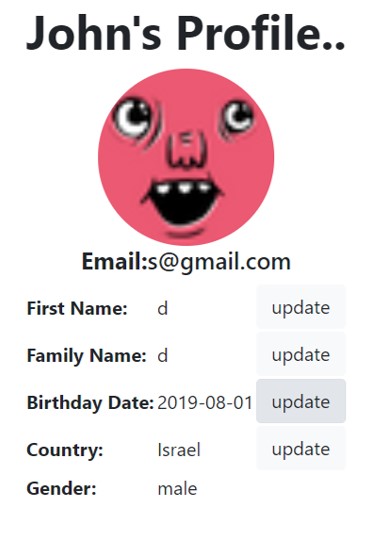 John's Profile..
Email:s@gmail.com
First Name: d update
Family Name: d update
Birthday Date: 2019-08-01 update
Country: Israel update
Gender: male